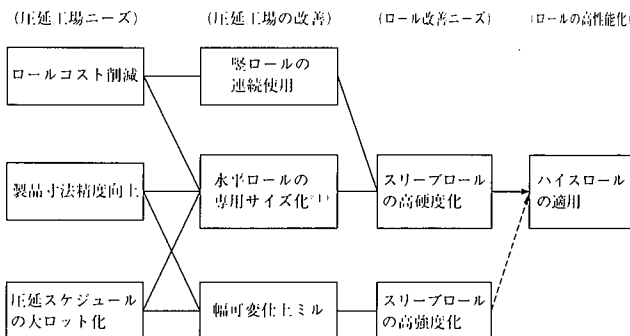 (圧延工場ニーズ)
(圧延工場の改善)
(ロール改善ニーズ)
(ロールの高性能化)
ロールコスト削減
竪ロールの
連続使用
製品寸法精度向上
水平ロールの
専用サイズ化*1)
スリーブロール
の高硬度化
ハイスロール
の適用
圧延スケジュール
の大ロット化
幅可変仕上ミル
スリーブロール
の高強度化